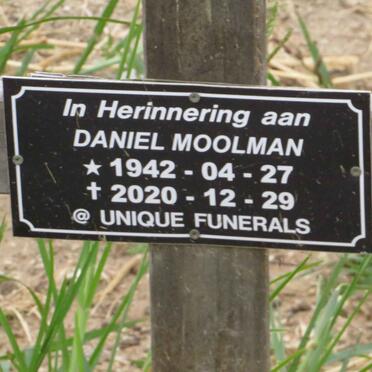 In Herinnering aan
DANIEL MOOLMAN
★ 1942 - 04 - 27
✝ 2020 - 12 - 29
@ UNIQUE FUNERALS